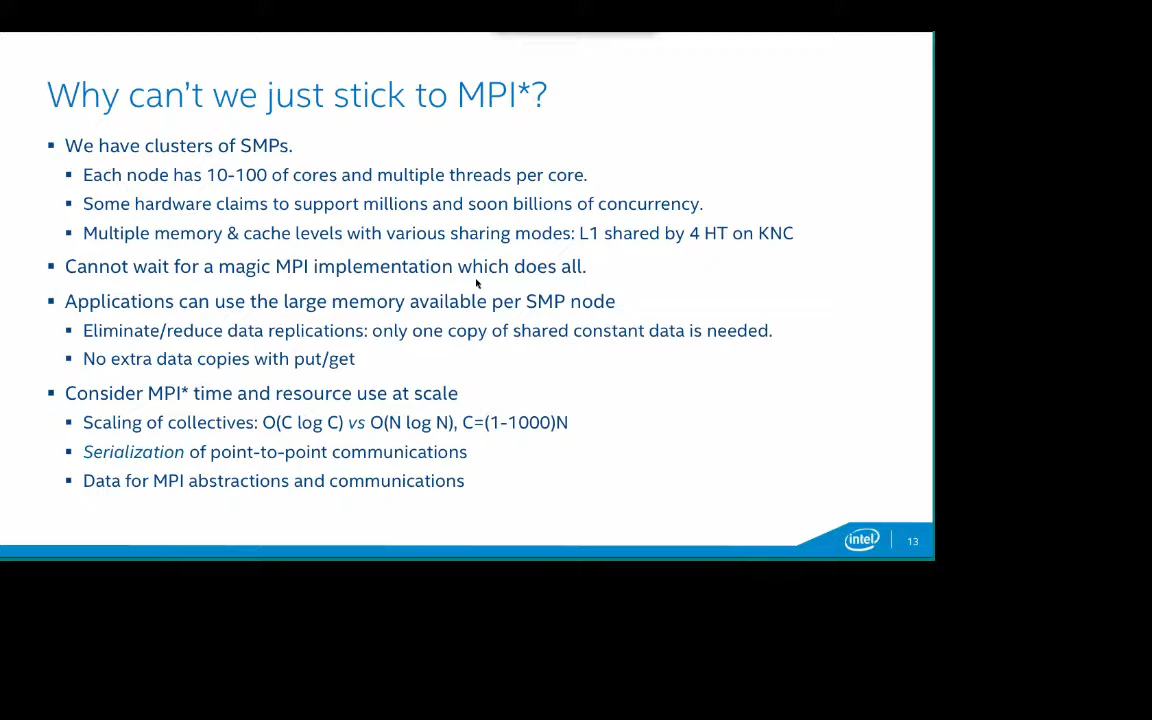 Why can't we just stick to MPI*?
▪ We have clusters of SMPs.
▪ Each node has 10-100 of cores and multiple threads per core.
▪ Some hardware claims to support millions and soon billions of concurrency.
▪ Multiple memory & cache levels with various sharing modes: L1 shared by 4 HT on KNC
▪ Cannot wait for a magic MPI implementation which does all.
▪ Applications can use the large memory available per SMP node
▪ Eliminate/reduce data replications: only one copy of shared constant data is needed.
▪ No extra data copies with put/get
▪ Consider MPI* time and resource use at scale
▪ Scaling of collectives: O(C log C) vs O(N log N), C=(1-1000)N
▪ Serialization of point-to-point communications
▪ Data for MPI abstractions and communications
intel
13